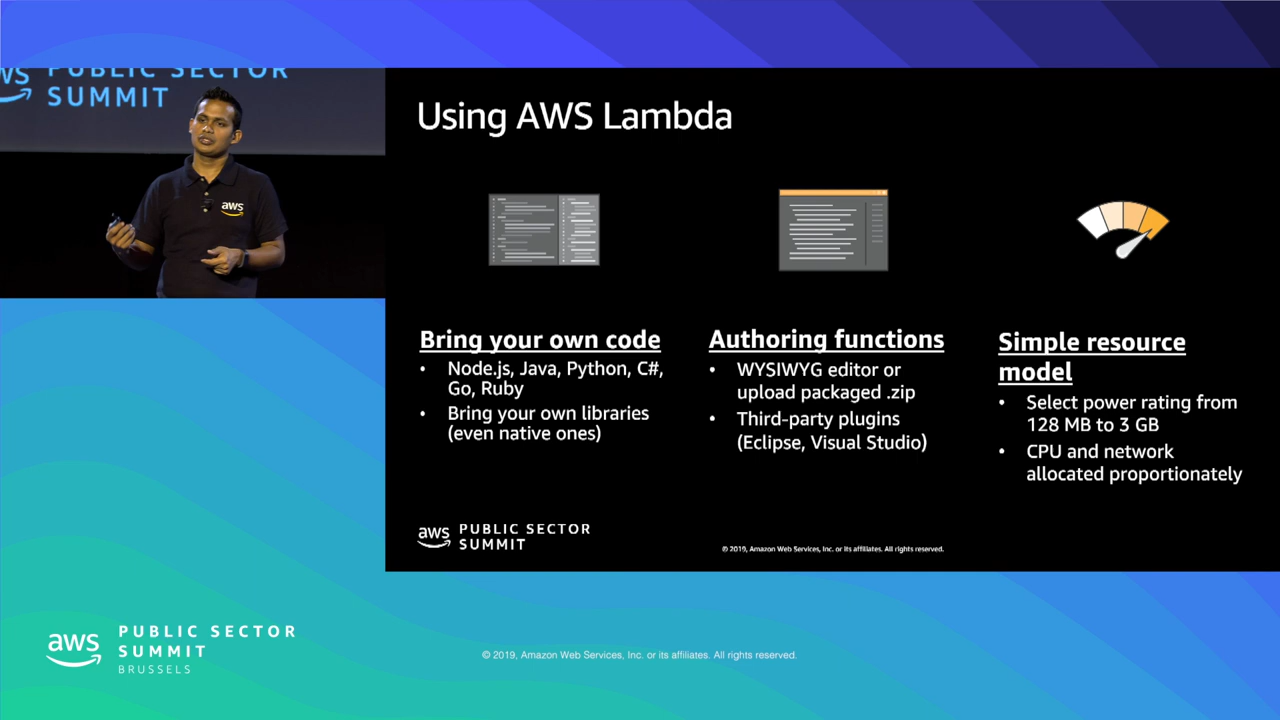 PUBLIC SECTOR
SUMMIT
aws
Using AWS Lambda
Bring your own code
• Node.js, Java, Python, C#,
Go, Ruby
• Bring your own libraries
(even native ones)
Authoring functions
• WYSIWYG editor or
upload packaged .zip
• Third-party plugins
(Eclipse, Visual Studio)
Simple resource
model
• Select power rating from
128 MB to 3 GB
• CPU and network
allocated proportionately
aws PUBLIC SECTOR
SUMMIT
© 2019, Amazon Web Services, Inc. or its affiliates. All rights reserved.
aws PUBLIC SECTOR
SUMMIT
BRUSSELS
© 2019, Amazon Web Services, Inc. or its affiliates. All rights reserved.